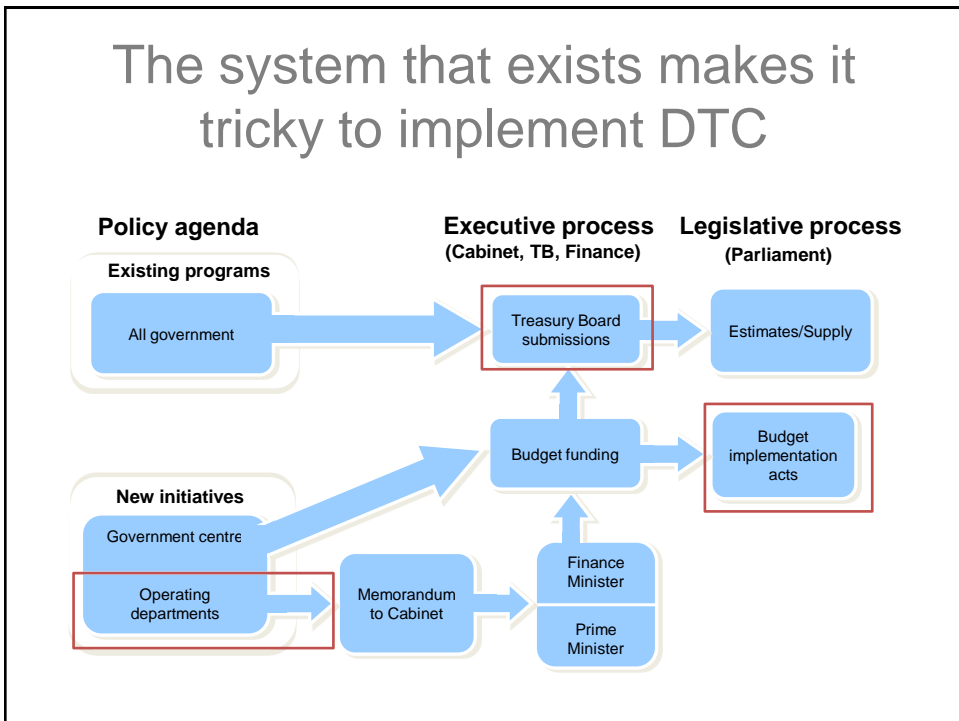 The system that exists makes it
tricky to implement DTC
Policy agenda
Executive process
(Cabinet, TB, Finance)
Legislative process
(Parliament)
Existing programs
All government
Treasury Board
submissions
Estimates/Supply
Budget funding
Budget
implementation
acts
New initiatives
Government centre
Operating
departments
Memorandum
to Cabinet
Finance
Minister
Prime
Minister